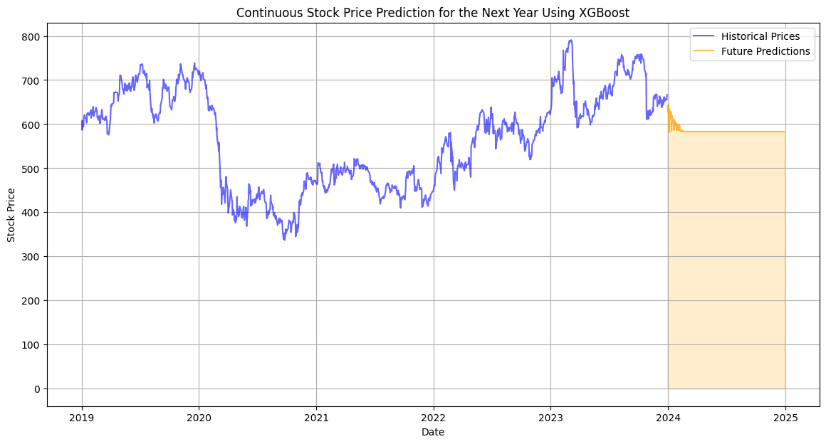 Continuous Stock Price Prediction for the Next Year Using XGBoost
Historical Prices
Future Predictions
Stock Price
800
700
600
500
400
300
200
100
0
2019 2020 2021 2022 2023 2024 2025
Date